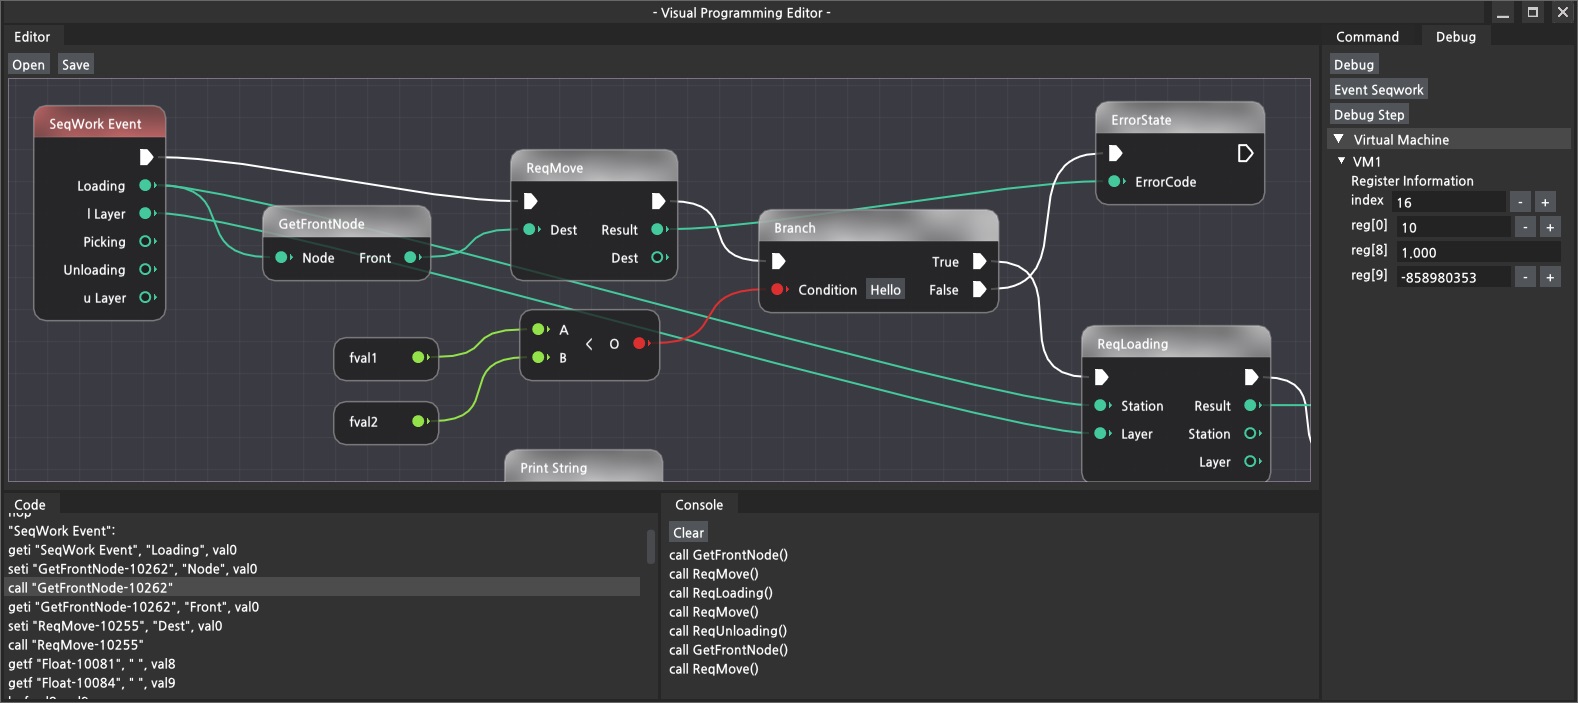 - Visual Programming Editor -
Editor
Open Save
SeqWork Event
Loading
l Layer
Picking
Unloading
u Layer
GetFrontNode
Node Front
ReqMove
Dest Result
Dest
Branch
True
Condition Hello False
ErrorState
ErrorCode
fval1
fval2
A
< O
B
ReqLoading
Station Result
Layer Station
Layer
Print String
Command Debug
Debug
Event Seqwork
Debug Step
Virtual Machine
VM1
Register Information
index 16 - +
reg[0] 10 - +
reg[8] 1.000
reg[9] -858980353 - +
Code
nop
"SeqWork Event":
geti "SeqWork Event", "Loading", val0
seti "GetFrontNode-10262", "Node", val0
call "GetFrontNode-10262"
geti "GetFrontNode-10262", "Front", val0
seti "ReqMove-10255", "Dest", val0
call "ReqMove-10255"
getf "Float-10081", " ", val8
getf "Float-10084", " ", val9
Console
Clear
call GetFrontNode()
call ReqMove()
call ReqLoading()
call ReqMove()
call ReqUnloading()
call GetFrontNode()
call ReqMove()